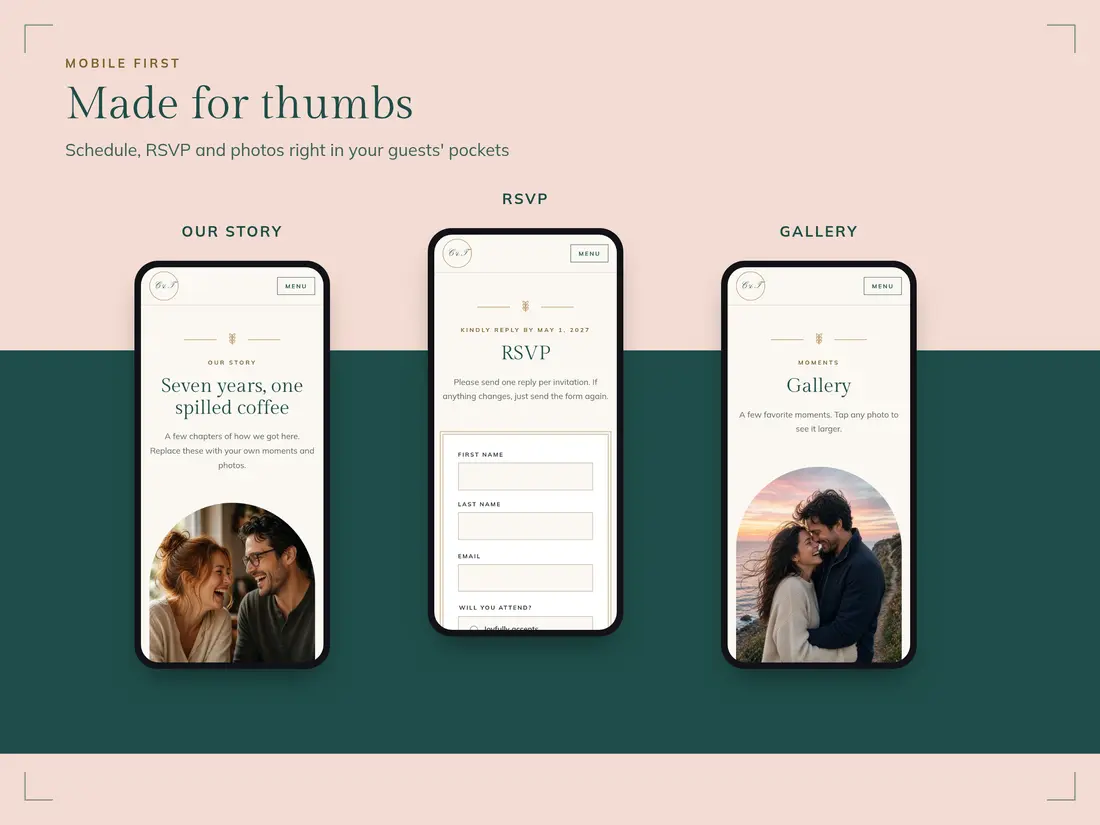 MOBILE FIRST
Made for thumbs
Schedule, RSVP and photos right in your guests' pockets
OUR STORY
MENU
OUR STORY
Seven years, one
spilled coffee
A few chapters of how we got here.
Replace these with your own moments and
photos.
RSVP
MENU
KINDLY REPLY BY MAY 1, 2027
RSVP
Please send one reply per invitation. If
anything changes, just send the form again.
FIRST NAME
LAST NAME
EMAIL
WILL YOU ATTEND?
Joyfully accepts
GALLERY
MENU
MOMENTS
Gallery
A few favorite moments. Tap any photo to
see it larger.